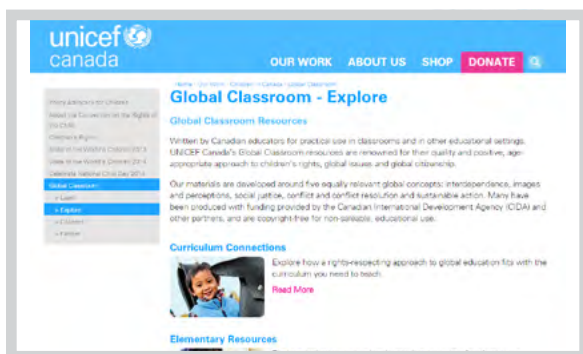 unicef
canada
OUR WORK ABOUT US SHOP DONATE
Global Classroom - Explore
Global Classroom Resources
Written by Canadian educators for practical use in classrooms and in other educational settings,
UNICEF Canada's Global Classroom resources are renowned for their quality and positive, age-
appropriate approach to children's rights, global issues and global citizenship.
Our materials are developed around five equally relevant global concepts: interdependence, images
and perceptions, social justice, conflict and conflict resolution and sustainable action. Many have
been produced with funding provided by the Canadian International Development Agency (CIDA) and
other partners, and are copyright-free for non-saleable, educational use.
Global Classroom
» Learn
» Explore
Curriculum Connections
Explore how a rights-respecting approach to global education fits with the
curriculum you need to teach.
Read More
Elementary Resources